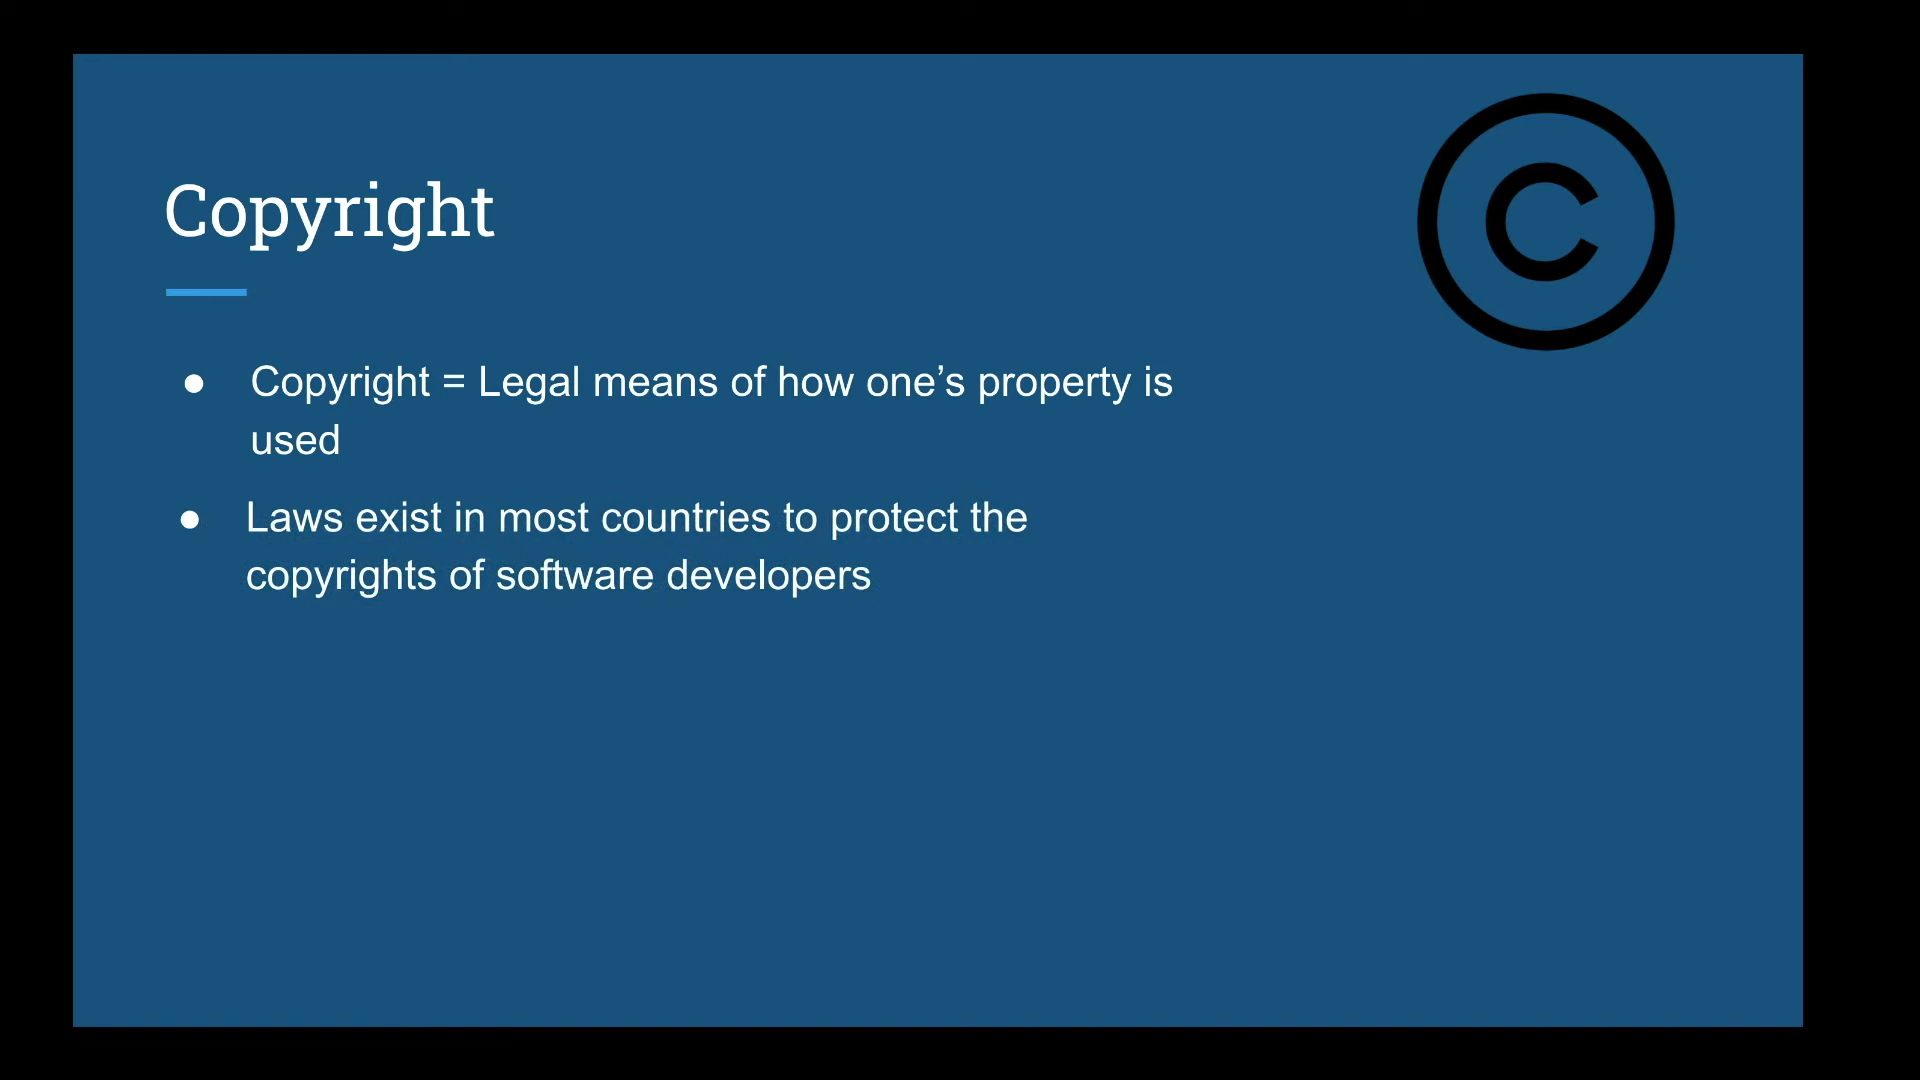 Copyright
● Copyright = Legal means of how one’s property is
used
● Laws exist in most countries to protect the
copyrights of software developers
©